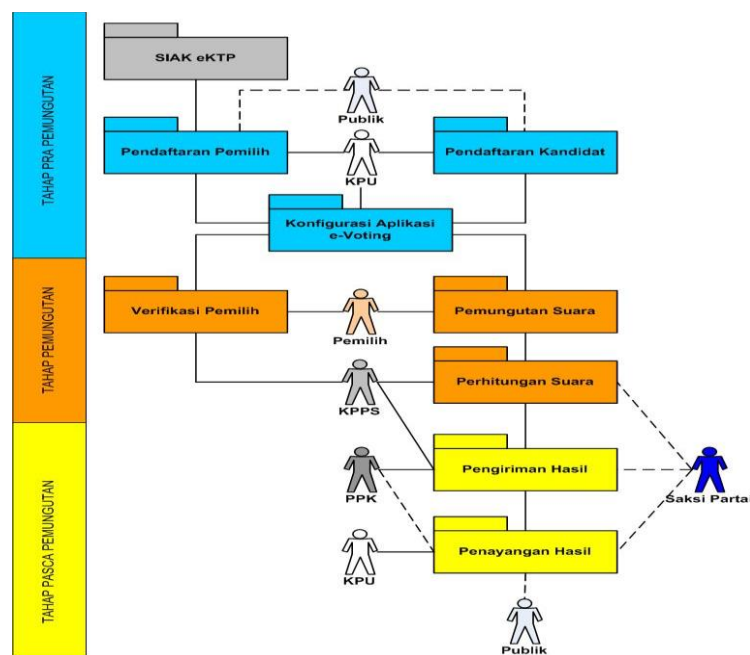 TAHAP PRA PEMUNGUTAN
SIAK eKTP
Publik
Pendaftaran Pemilih
KPU
Pendaftaran Kandidat
Konfigurasi Aplikasi
e-Voting
TAHAP PEMUNGUTAN
Verifikasi Pemilih
Pemilih
Pemungutan Suara
KPPS
Perhitungan Suara
TAHAP PASCA PEMUNGUTAN
PPK
Pengiriman Hasil
Saksi Partai
KPU
Penayangan Hasil
Publik